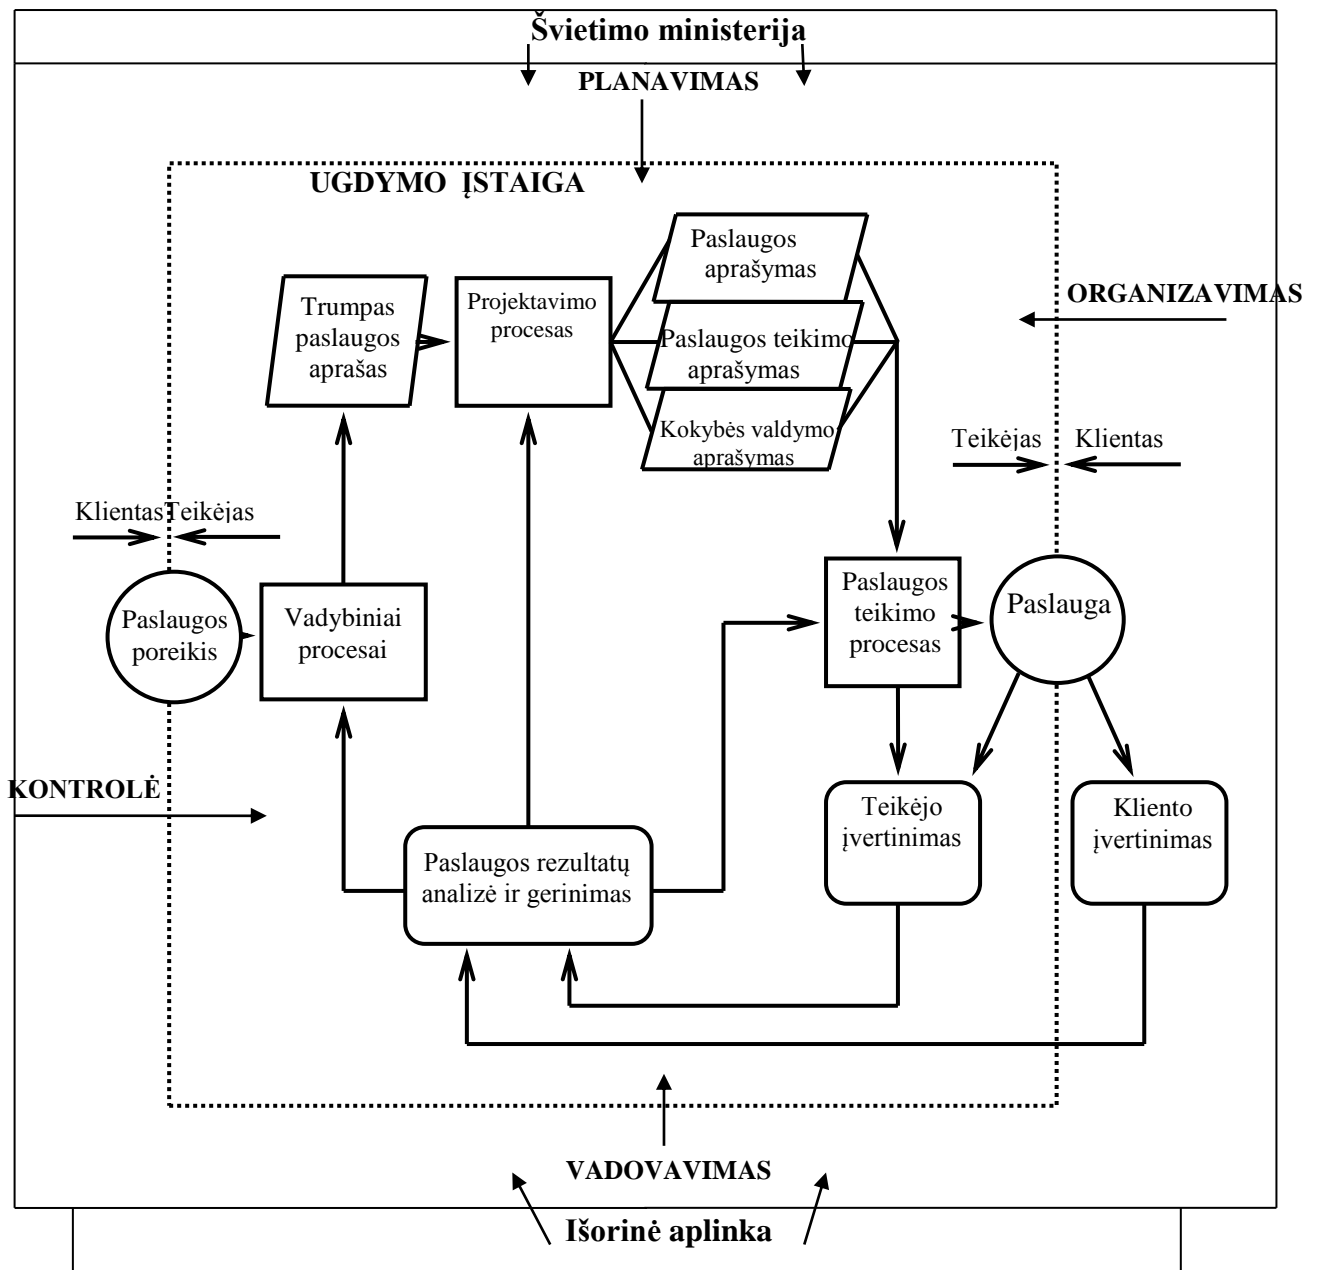 Švietimo ministerija
PLANAVIMAS
UGDYMO ĮSTAIGA
Paslaugos
aprašymas
Trumpas
paslaugos
aprašas
Projektavimo
procesas
ORGANIZAVIMAS
Paslaugos teikimo
aprašymas
Kokybės valdymo
aprašymas
Teikėjas Klientas
Klientas Teikėjas
Paslaugos
poreikis
Vadybiniai
procesai
Paslaugos
teikimo
procesas
Paslauga
KONTROLĖ
Teikėjo
įvertinimas
Kliento
įvertinimas
Paslaugos rezultatų
analizė ir gerinimas
VADOVAVIMAS
Išorinė aplinka